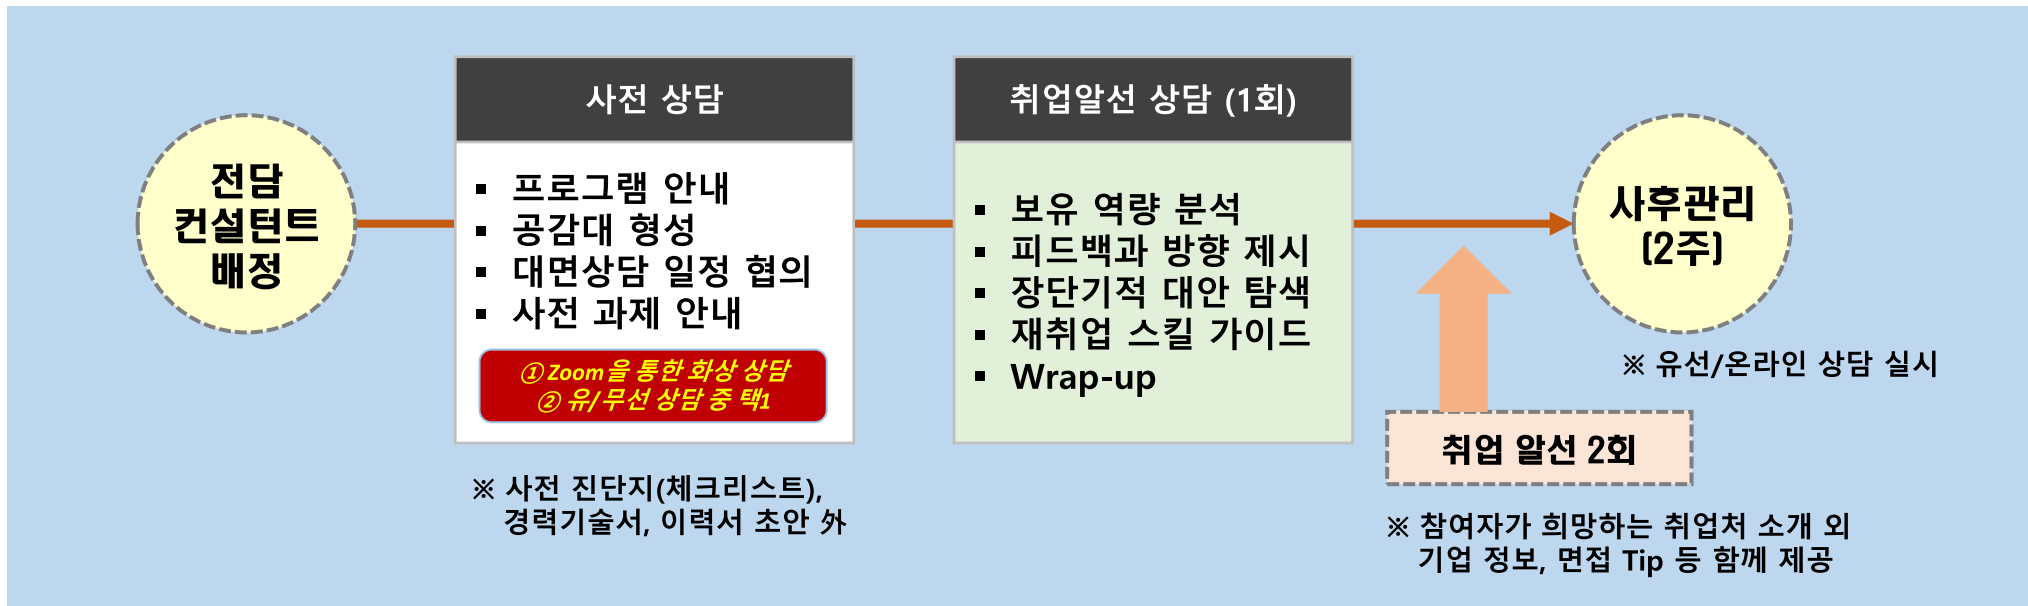 전담
컨설턴트
배정
사전 상담
▪ 프로그램 안내
▪ 공감대 형성
▪ 대면상담 일정 협의
▪ 사전 과제 안내
① Zoom을 통한 화상 상담
② 유/무선 상담 중 택1
※ 사전 진단지(체크리스트),
경력기술서, 이력서 초안 外
취업알선 상담 (1회)
▪ 보유 역량 분석
▪ 피드백과 방향 제시
▪ 장단기적 대안 탐색
▪ 재취업 스킬 가이드
▪ Wrap-up
사후관리
(2주)
※ 유선/온라인 상담 실시
취업 알선 2회
※ 참여자가 희망하는 취업처 소개 외
기업 정보, 면접 Tip 등 함께 제공